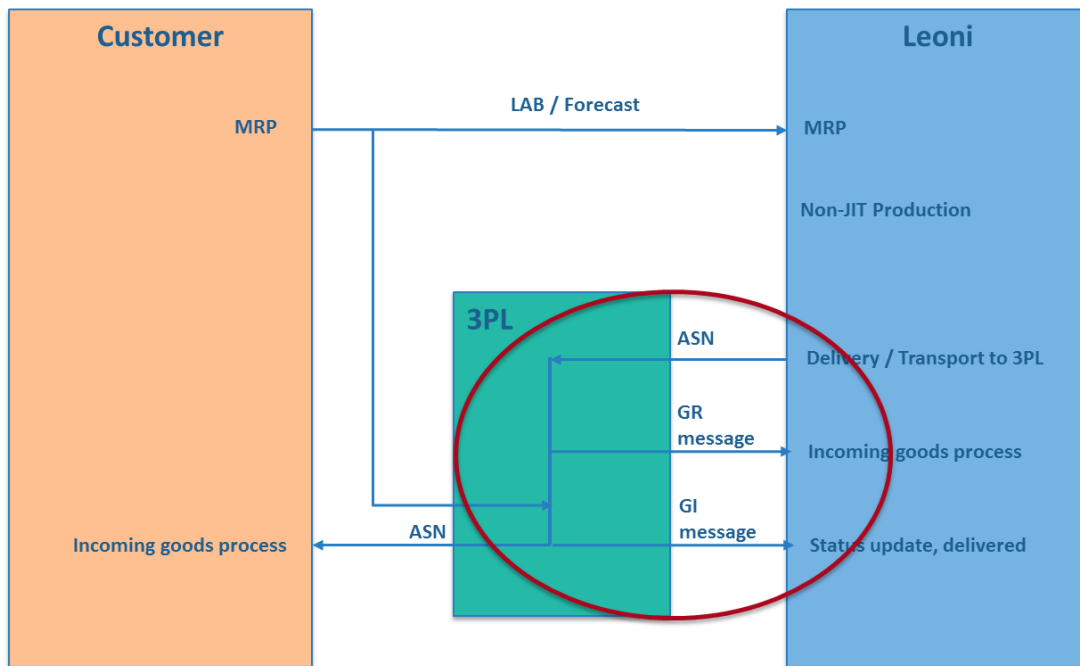 Customer
Leoni
LAB / Forecast
MRP
MRP
Non-JIT Production
3PL
ASN
Delivery / Transport to 3PL
GR
message
Incoming goods process
GI
message
ASN
Incoming goods process
Status update, delivered